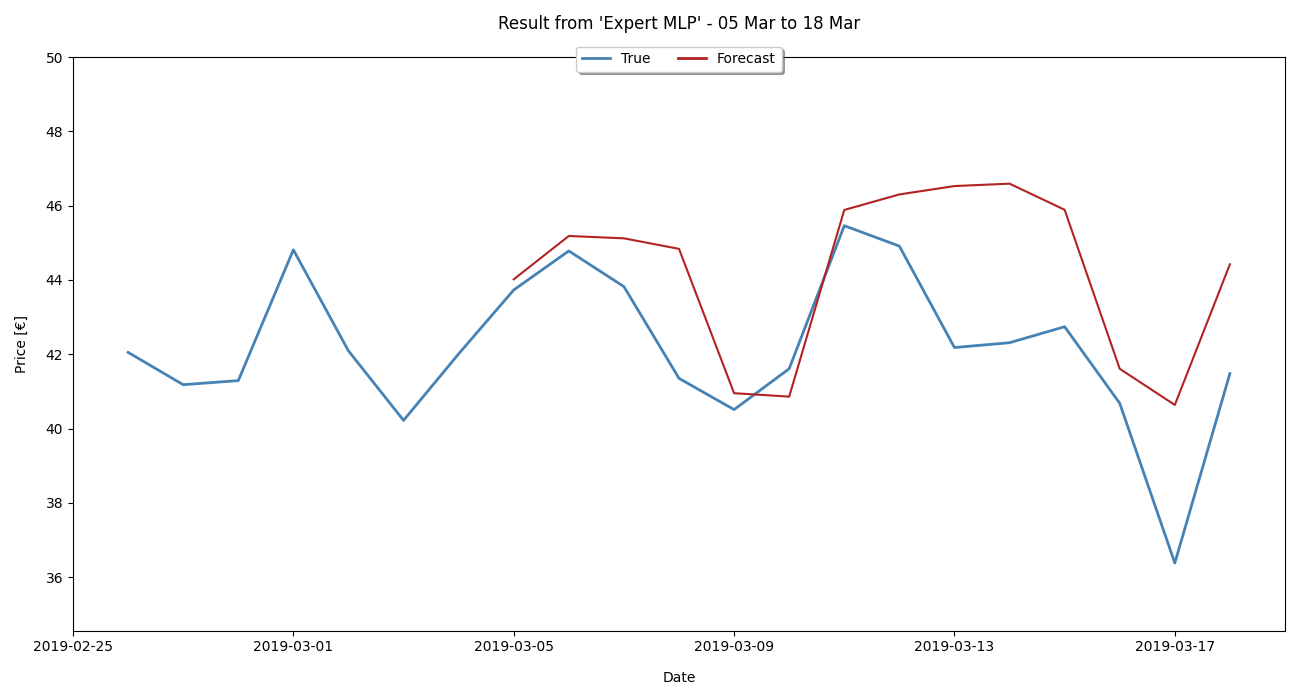 Result from 'Expert MLP' - 05 Mar to 18 Mar
True Forecast
50
48
46
44
42
40
38
36
Price [€]
2019-02-25 2019-03-01 2019-03-05 2019-03-09 2019-03-13 2019-03-17
Date